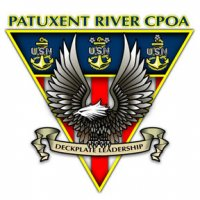 PATUXENT RIVER CPOA
USN USN USN
DECKPLATE LEADERSHIP